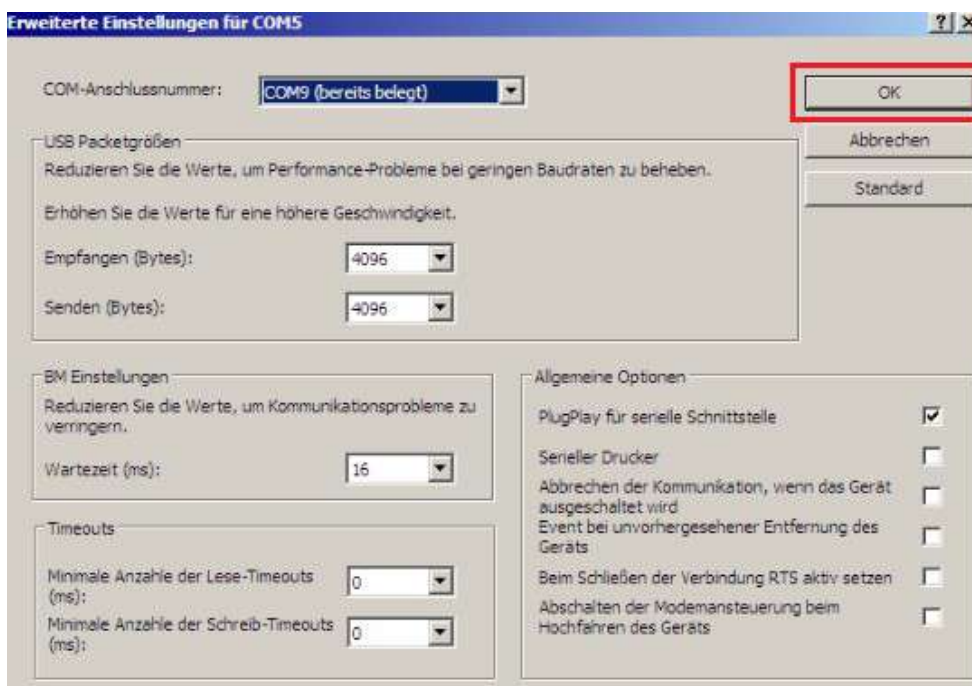 Erweiterte Einstellungen für COM5
COM-Anschlussnummer:
COM9 (bereits belegt)
OK
Abbrechen
Standard
USB Packetgrößen
Reduzieren Sie die Werte, um Performance-Probleme bei geringen Baudraten zu beheben.
Erhöhen Sie die Werte für eine höhere Geschwindigkeit.
Empfangen (Bytes):
4096
Senden (Bytes):
4096
BM Einstellungen
Reduzieren Sie die Werte, um Kommunikationsprobleme zu
verringern.
Wartezeit (ms):
16
Timeouts
Minimale Anzahle der Lese-Timeouts
(ms):
0
Minimale Anzahle der Schreib-Timeouts
(ms):
0
Allgemeine Optionen
PlugPlay für serielle Schnittstelle
Serieller Drucker
Abbrechen der Kommunikation, wenn das Gerät
ausgeschaltet wird
Event bei unvorhergesehener Entfernung des
Geräts
Beim Schließen der Verbindung RTS aktiv setzen
Abschalten der Modemansteuerung beim
Hochfahren des Geräts